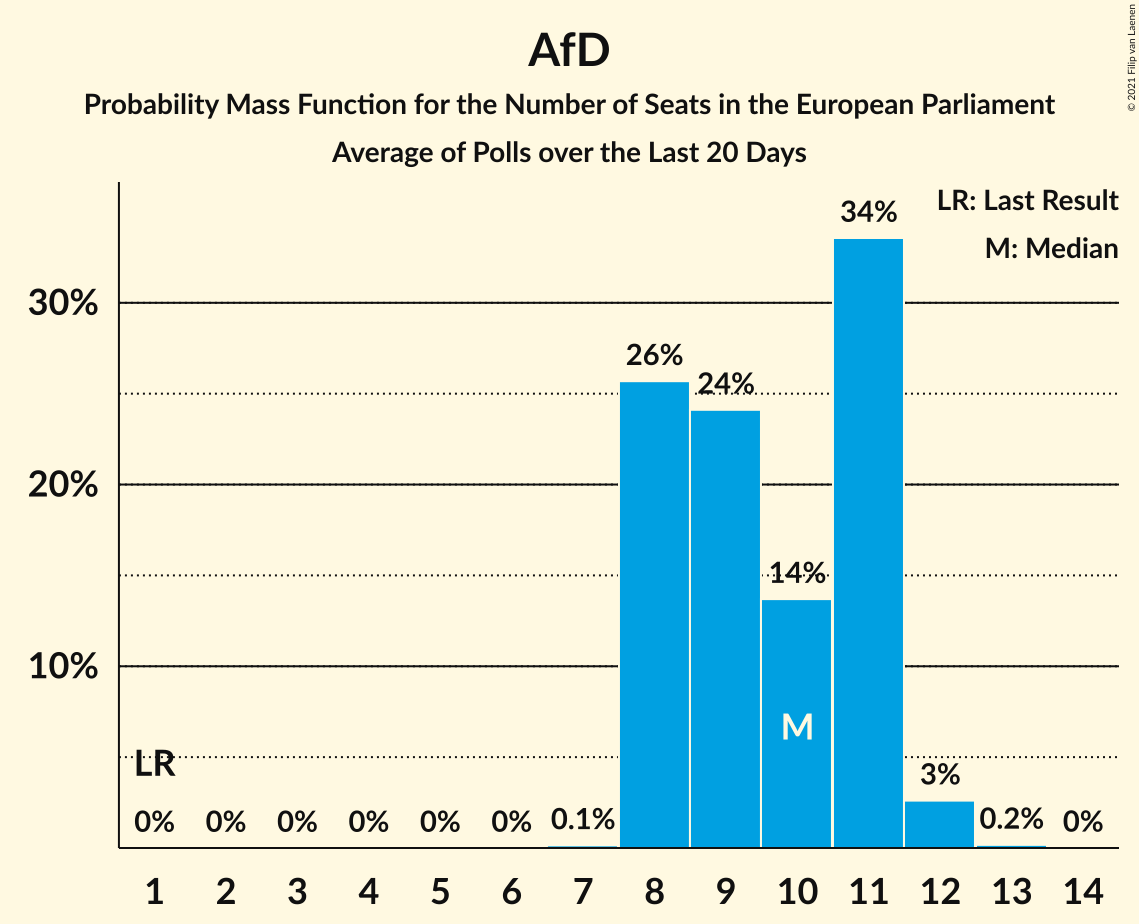 AfD
Probability Mass Function for the Number of Seats in the European Parliament
Average of Polls over the Last 20 Days
© 2021 Filip van Laenen
LR: Last Result
M: Median
34%
30%
26%
24%
20%
14%
10%
M
LR
3%
0% 0% 0% 0% 0% 0% 0.1% 0.2% 0%
1 2 3 4 5 6 7 8 9 10 11 12 13 14